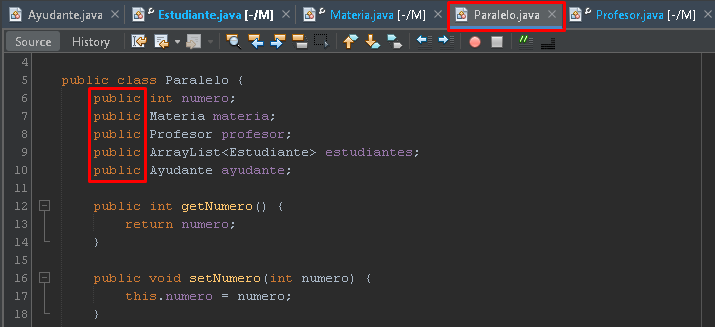 Ayudante.java Estudiante.java [-/M] Materia.java [-/M] Paralelo.java Profesor.java [-/M]
Source History
4
5 public class Paralelo {
6 public int numero;
7 public Materia materia;
8 public Profesor profesor;
9 public ArrayList<Estudiante> estudiantes;
10 public Ayudante ayudante;
11
12 public int getNumero() {
13 return numero;
14 }
15
16 public void setNumero(int numero) {
17 this.numero = numero;
18 }